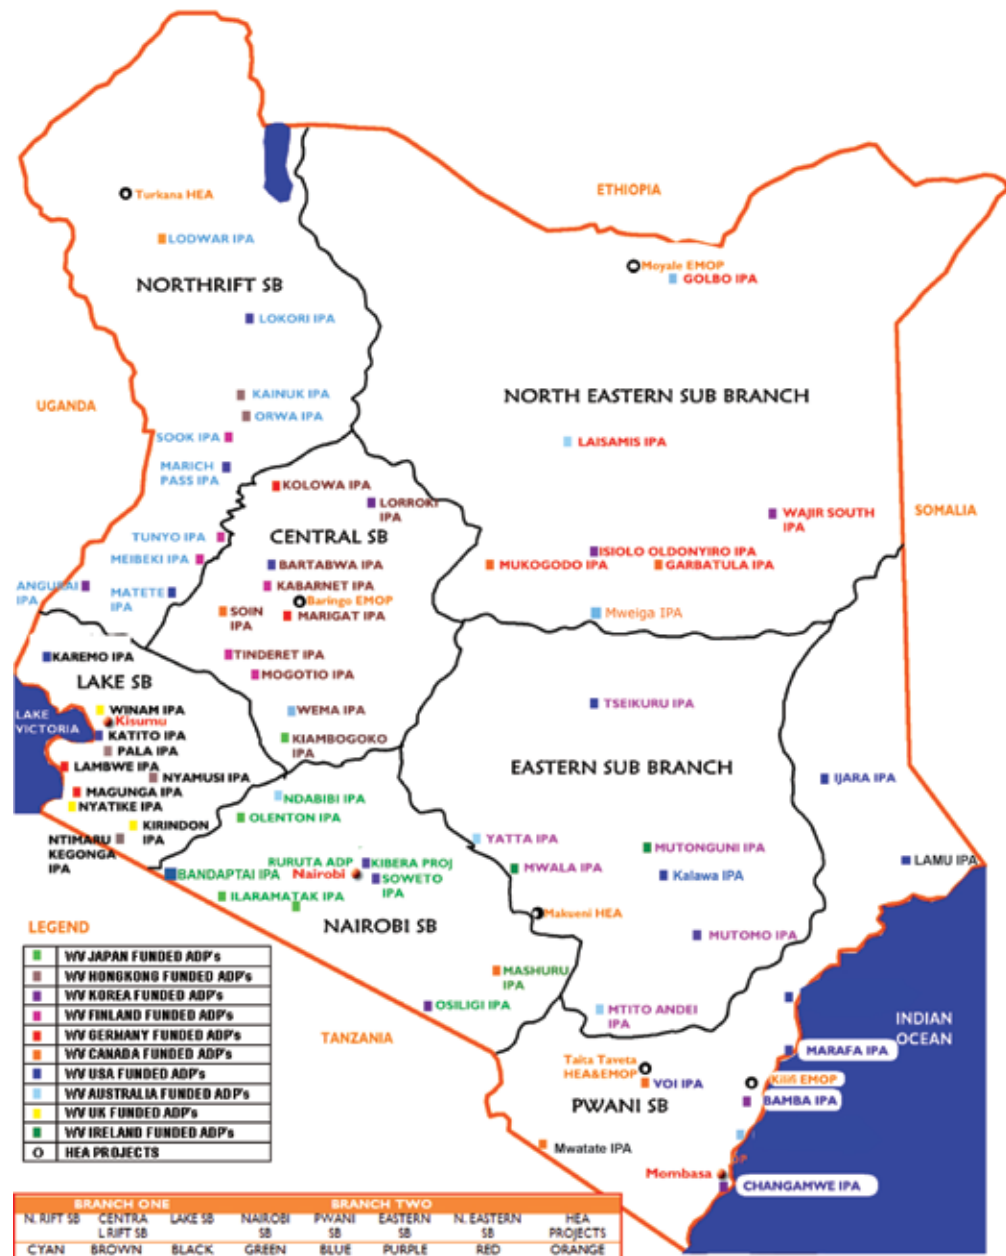 ETHIOPIA
Turkana HEA
LODWAR IPA
Moyale EMOP
GOLBO IPA
NORTHRIFT SB
LOKORI IPA
UGANDA
KAINUK IPA
ORWA IPA
NORTH EASTERN SUB BRANCH
SOOK IPA
LAISAMIS IPA
MARICH
PASS IPA
KOLOWA IPA
LORROKI
IPA
WAJIR SOUTH
IPA
SOMALIA
TUNYO IPA
CENTRAL SB
MEIBEKI IPA
BARTABWA IPA
ISIOLO OLDONYIRO IPA
MUKOGODO IPA
GARBATULA IPA
ANGURAI
IPA
MATETE
IPA
KABARNET IPA
Baringo EMOP
SOIN
IPA
MARIGAT IPA
Mweiga IPA
KAREMO IPA
TINDERET IPA
LAKE SB
MOGOTIO IPA
LAKE
VICTORIA
WINAM IPA
Kisumu
KATITO IPA
PALA IPA
WEMA IPA
TSEIKURU IPA
KIAMBOGOKO
IPA
LAMBWE IPA
NYAMUSI IPA
EASTERN SUB BRANCH
IJARA IPA
MAGUNGA IPA
NYATIKE IPA
NDABIBI IPA
OLENTON IPA
KIRINDON
IPA
NTIMARU
KEGONGA
IPA
YATTA IPA
MUTONGUNI IPA
RURUTA ADP
KIBERA PROJ
Nairobi
SOWETO
IPA
BANDAPTAI IPA
MWALA IPA
Kalawa IPA
LAMU IPA
ILARAMATAK IPA
NAIROBI SB
Makueni HEA
MUTOMO IPA
MASHURU
IPA
OSILIGI IPA
MTITO ANDEI
IPA
TANZANIA
INDIAN
OCEAN
MARAFA IPA
Taita Taveta
HEA&EMOP
VOI IPA
Kilifi EMOP
BAMBA IPA
PWANI SB
Mwatate IPA
DP
Mombasa
CHANGAMWE IPA
LEGEND
WV JAPAN FUNDED ADP's
WV HONGKONG FUNDED ADP's
WV KOREA FUNDED ADP's
WV FINLAND FUNDED ADP's
WV GERMANY FUNDED ADP's
WV CANADA FUNDED ADP's
WV USA FUNDED ADP's
WV AUSTRALIA FUNDED ADP's
WV UK FUNDED ADP's
WV IRELAND FUNDED ADP's
HEA PROJECTS
BRANCH ONE BRANCH TWO
N. RIFT SB CENTRA LAKE SB NAIROBI PWANI EASTERN N. EASTERN HEA
L RIFT SB SB SB SB SB PROJECTS
CYAN BROWN BLACK GREEN BLUE PURPLE RED ORANGE